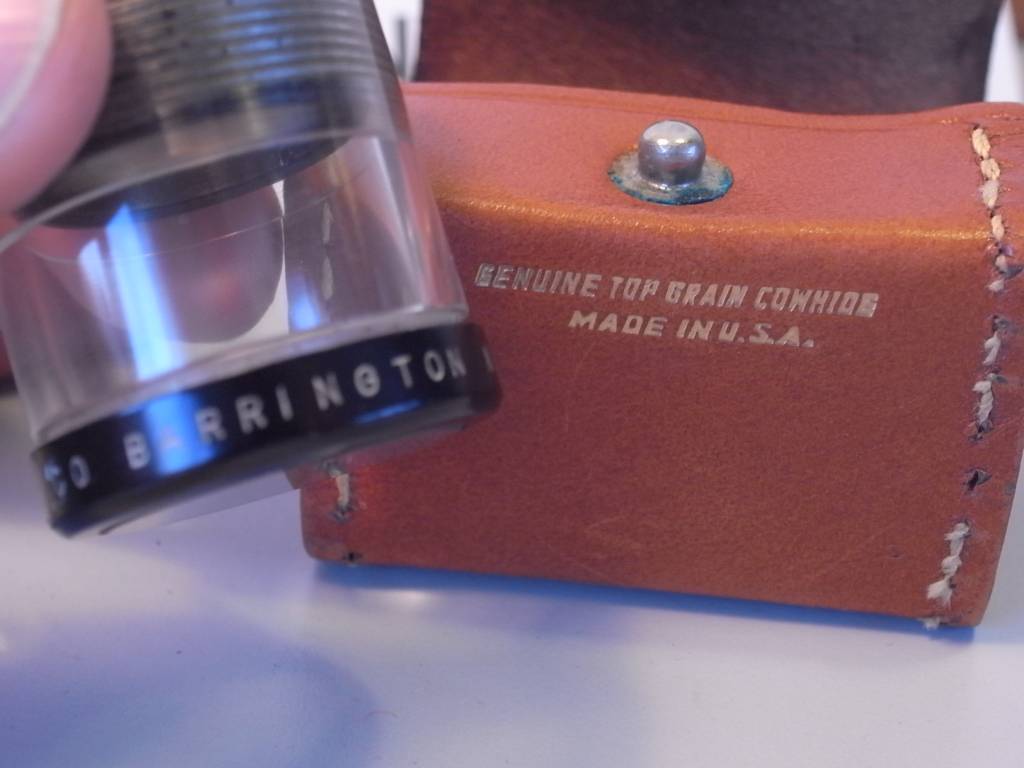 BARRINGTON
GENUINE TOP GRAIN COWHIDE
MADE IN U.S.A.